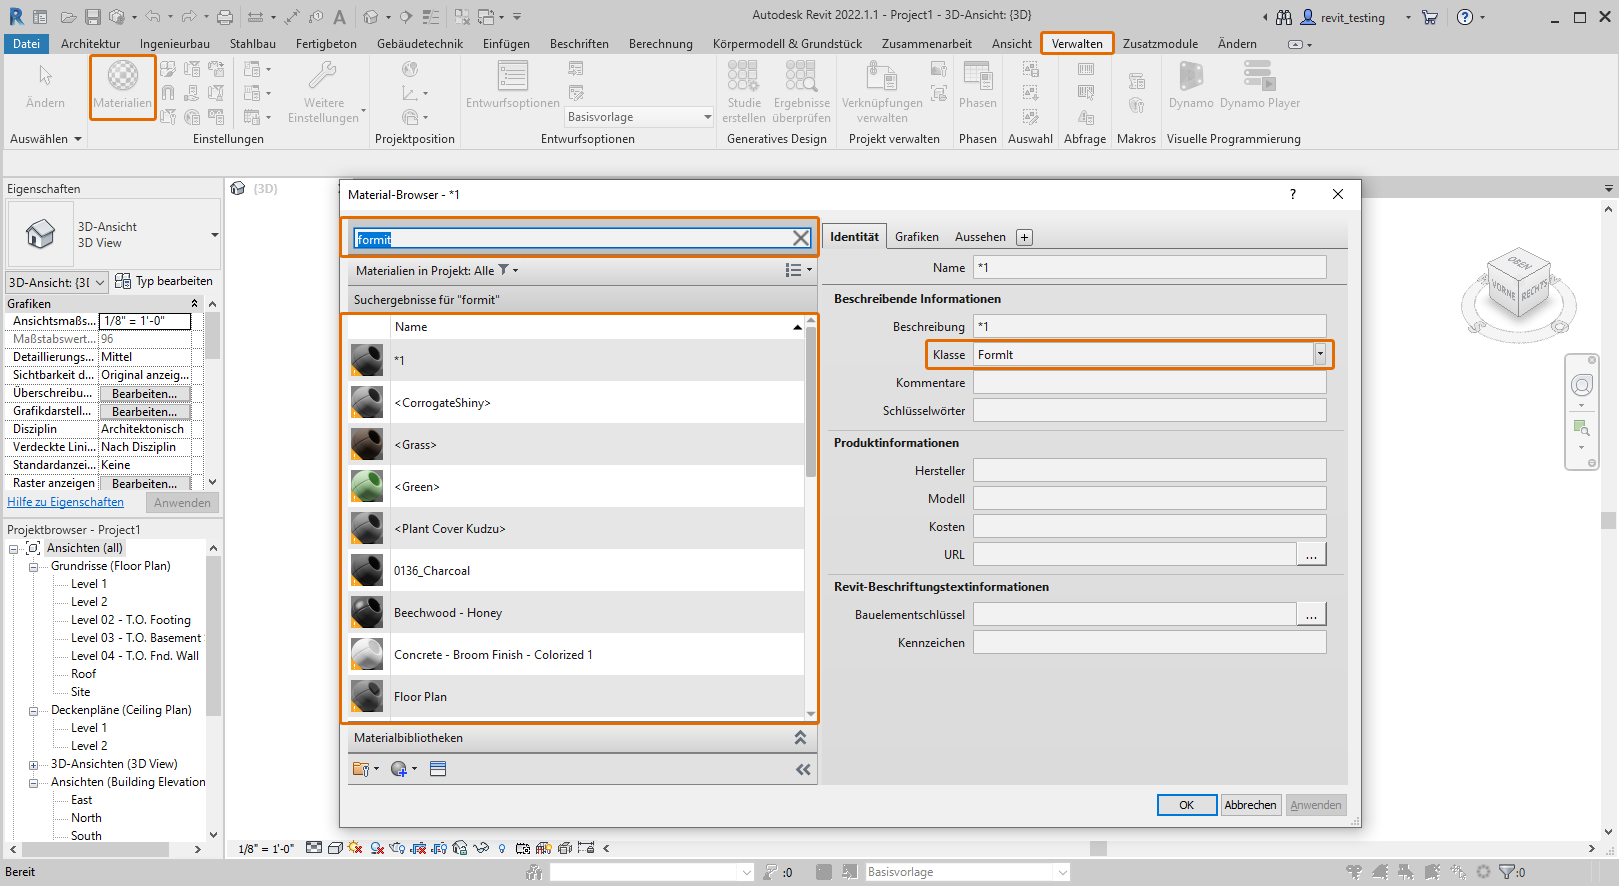 Autodesk Revit 2022.1.1 - Project1 - 3D-Ansicht: {3D}
revit_testing
Datei Architektur Ingenieurbau Stahlbau Fertigbeton Gebäudetechnik Einfügen Beschriften Berechnung Körpermodell & Grundstück Zusammenarbeit Ansicht Verwalten Zusatzmodule Ändern
Ändern
Materialien
Weitere
Einstellungen
Entwurfsoptionen
Basisvorlage
Studie
erstellen
Ergebnisse
überprüfen
Verknüpfungen
verwalten
Phasen
Dynamo
Dynamo Player
Auswählen Einstellungen Projektposition Entwurfsoptionen Generatives Design Projekt verwalten Phasen Auswahl Abfrage Makros Visuelle Programmierung
Eigenschaften
3D-Ansicht
3D View
3D-Ansicht: {3D
Typ bearbeiten
Grafiken
Ansichtsmaßs... 1/8" = 1'-0"
Maßstabswert... 96
Detaillierungs... Mittel
Sichtbarkeit d... Original anzeig...
Überschreibu... Bearbeiten...
Grafikdarstell... Bearbeiten...
Disziplin Architektonisch
Verdeckte Lini... Nach Disziplin
Standardanzei... Keine
Raster anzeigen Bearbeiten...
Hilfe zu Eigenschaften
Anwenden
Projektbrowser - Project1
Ansichten (all)
Grundrisse (Floor Plan)
Level 1
Level 2
Level 02 - T.O. Footing
Level 03 - T.O. Basement
Level 04 - T.O. Fnd. Wall
Roof
Site
Deckenpläne (Ceiling Plan)
Level 1
Level 2
3D-Ansichten (3D View)
Ansichten (Building Elevation
East
North
South
{3D}
Material-Browser - *1
?
formit
Materialien in Projekt: Alle
Suchergebnisse für "formit"
Name
*1
<CorrogateShiny>
<Grass>
<Green>
<Plant Cover Kudzu>
0136_Charcoal
Beechwood - Honey
Concrete - Broom Finish - Colorized 1
Floor Plan
Materialbibliotheken
Identität Grafiken Aussehen +
Name *1
Beschreibende Informationen
Beschreibung *1
Klasse FormIt
Kommentare
Schlüsselwörter
Produktinformationen
Hersteller
Modell
Kosten
URL ...
Revit-Beschriftungstextinformationen
Bauelementschlüssel ...
Kennzeichen
OK Abbrechen Anwenden
OBEN
VORNE
RECHTS
1/8" = 1'-0"
Bereit
:0
Basisvorlage
:0